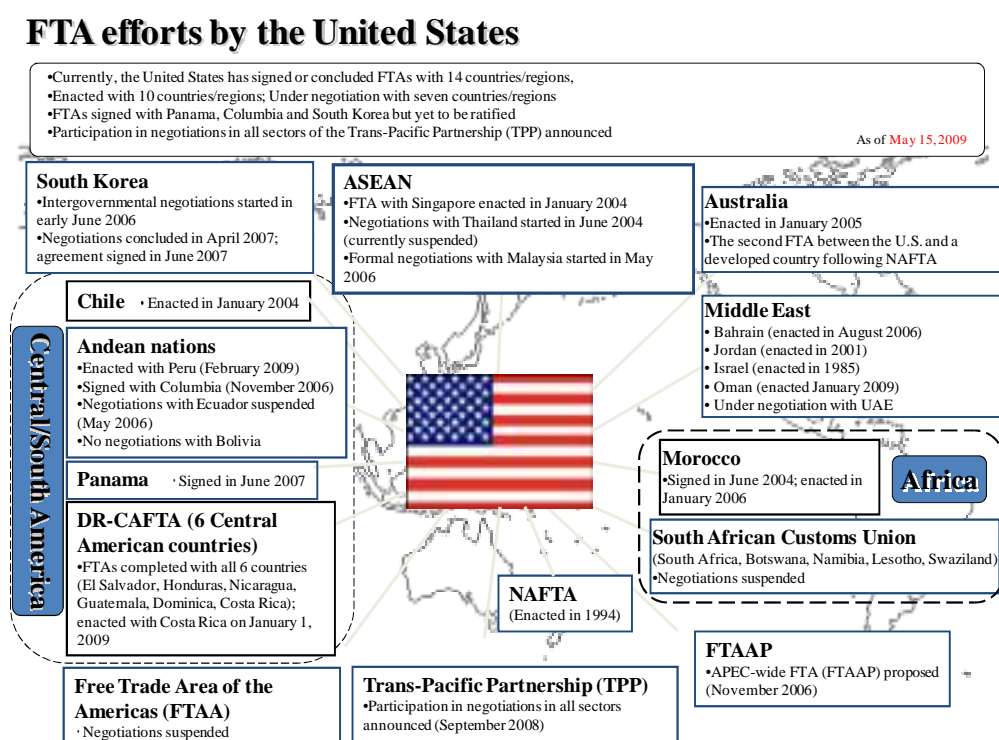 FTA efforts by the United States
•Currently, the United States has signed or concluded FTAs with 14 countries/regions,
•Enacted with 10 countries/regions; Under negotiation with seven countries/regions
•FTAs signed with Panama, Columbia and South Korea but yet to be ratified
•Participation in negotiations in all sectors of the Trans-Pacific Partnership (TPP) announced
As of May 15, 2009
South Korea
•Intergovernmental negotiations started in
early June 2006
•Negotiations concluded in April 2007;
agreement signed in June 2007
ASEAN
•FTA with Singapore enacted in January 2004
•Negotiations with Thailand started in June 2004
(currently suspended)
•Formal negotiations with Malaysia started in May
2006
Australia
•Enacted in January 2005
•The second FTA between the U.S. and a
developed country following NAFTA
Central/South America
Chile ･Enacted in January 2004
Andean nations
•Enacted with Peru (February 2009)
•Signed with Columbia (November 2006)
•Negotiations with Ecuador suspended
(May 2006)
•No negotiations with Bolivia
Panama ･Signed in June 2007
DR-CAFTA (6 Central
American countries)
•FTAs completed with all 6 countries
(El Salvador, Honduras, Nicaragua,
Guatemala, Dominica, Costa Rica);
enacted with Costa Rica on January 1,
2009
Middle East
• Bahrain (enacted in August 2006)
• Jordan (enacted in 2001)
• Israel (enacted in 1985)
• Oman (enacted January 2009)
• Under negotiation with UAE
Africa
Morocco
•Signed in June 2004; enacted in
January 2006
South African Customs Union
(South Africa, Botswana, Namibia, Lesotho, Swaziland)
•Negotiations suspended
NAFTA
(Enacted in 1994)
FTAAP
•APEC-wide FTA (FTAAP) proposed
(November 2006)
Free Trade Area of the
Americas (FTAA)
･Negotiations suspended
Trans-Pacific Partnership (TPP)
•Participation in negotiations in all sectors
announced (September 2008)